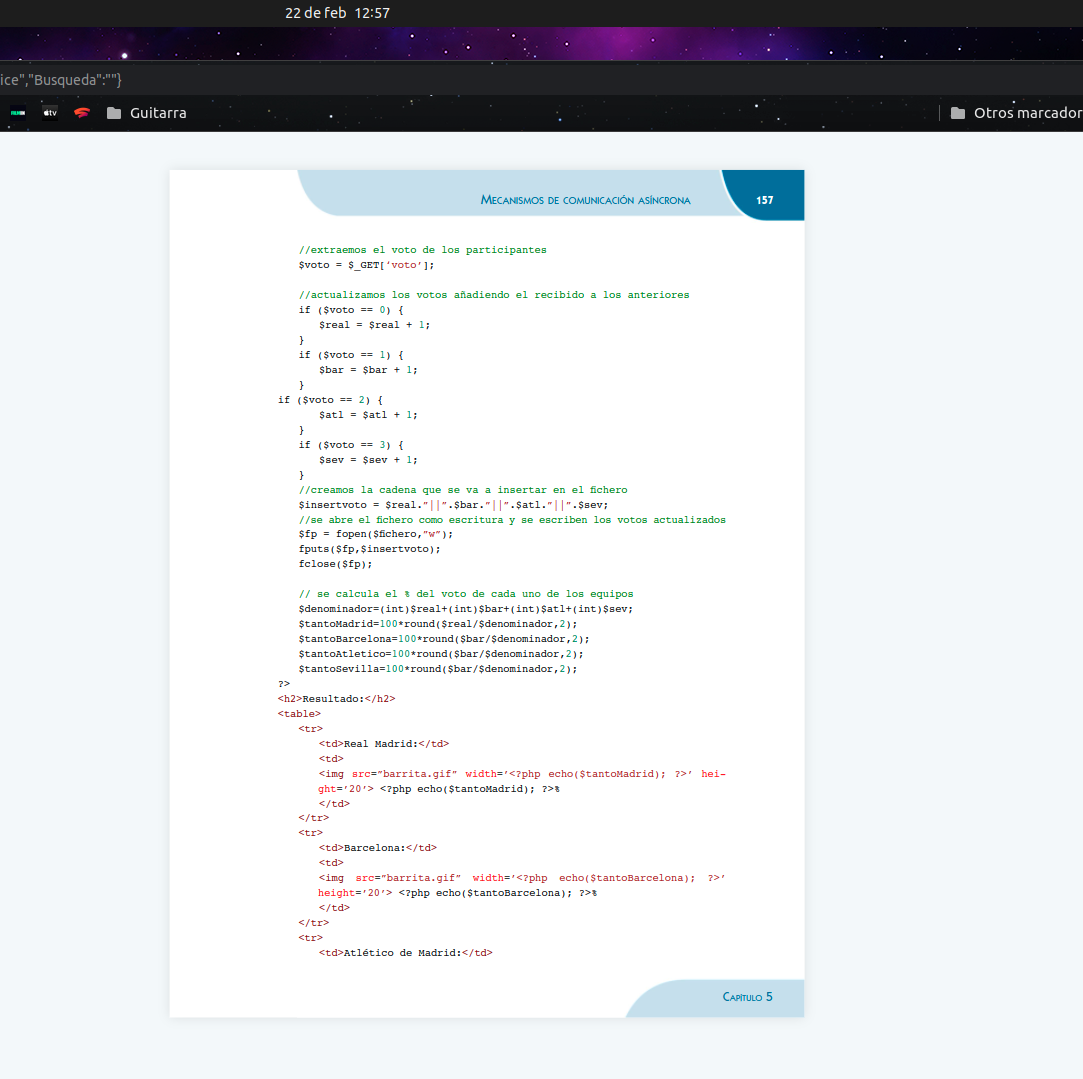 22 de feb 12:57
ice","Busqueda":""}
tv
Guitarra
Otros marcador
Mecanismos de comunicación asíncrona
157
//extraemos el voto de los participantes
$voto = $_GET['voto'];
//actualizamos los votos añadiendo el recibido a los anteriores
if ($voto == 0) {
$real = $real + 1;
}
if ($voto == 1) {
$bar = $bar + 1;
}
if ($voto == 2) {
$atl = $atl + 1;
}
if ($voto == 3) {
$sev = $sev + 1;
}
//creamos la cadena que se va a insertar en el fichero
$insertvoto = $real.”||”.$bar.”||”.$atl.”||”.$sev;
//se abre el fichero como escritura y se escriben los votos actualizados
$fp = fopen($fichero,”w”);
fputs($fp,$insertvoto);
fclose($fp);
// se calcula el % del voto de cada uno de los equipos
$denominador=(int)$real+(int)$bar+(int)$atl+(int)$sev;
$tantoMadrid=100*round($real/$denominador,2);
$tantoBarcelona=100*round($bar/$denominador,2);
$tantoAtletico=100*round($bar/$denominador,2);
$tantoSevilla=100*round($bar/$denominador,2);
?>
<h2>Resultado:</h2>
<table>
<tr>
<td>Real Madrid:</td>
<td>
<img src=”barrita.gif” width=’<?php echo($tantoMadrid); ?>’ hei-
ght=’20’> <?php echo($tantoMadrid); ?>%
</td>
</tr>
<tr>
<td>Barcelona:</td>
<td>
<img src=”barrita.gif” width=’<?php echo($tantoBarcelona); ?>’
height=’20’> <?php echo($tantoBarcelona); ?>%
</td>
</tr>
<tr>
<td>Atlético de Madrid:</td>
Capítulo 5